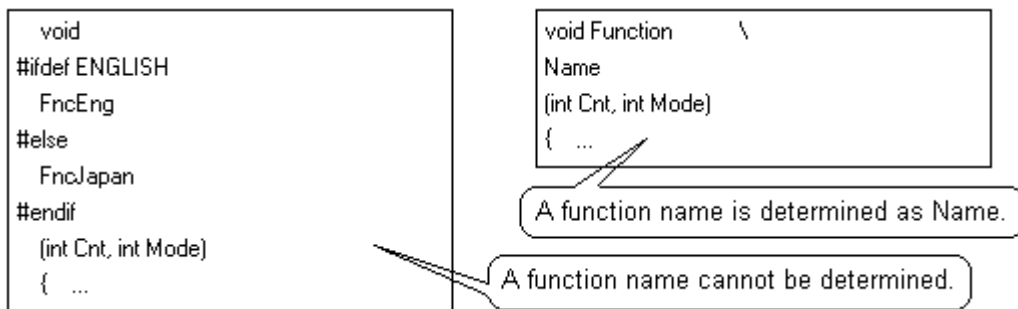 void
#ifdef ENGLISH
FncEng
#else
FncJapan
#endif
(int Cnt, int Mode)
{ ...
void Function \
Name
(int Cnt, int Mode)
{ ...
A function name is determined as Name.
A function name cannot be determined.